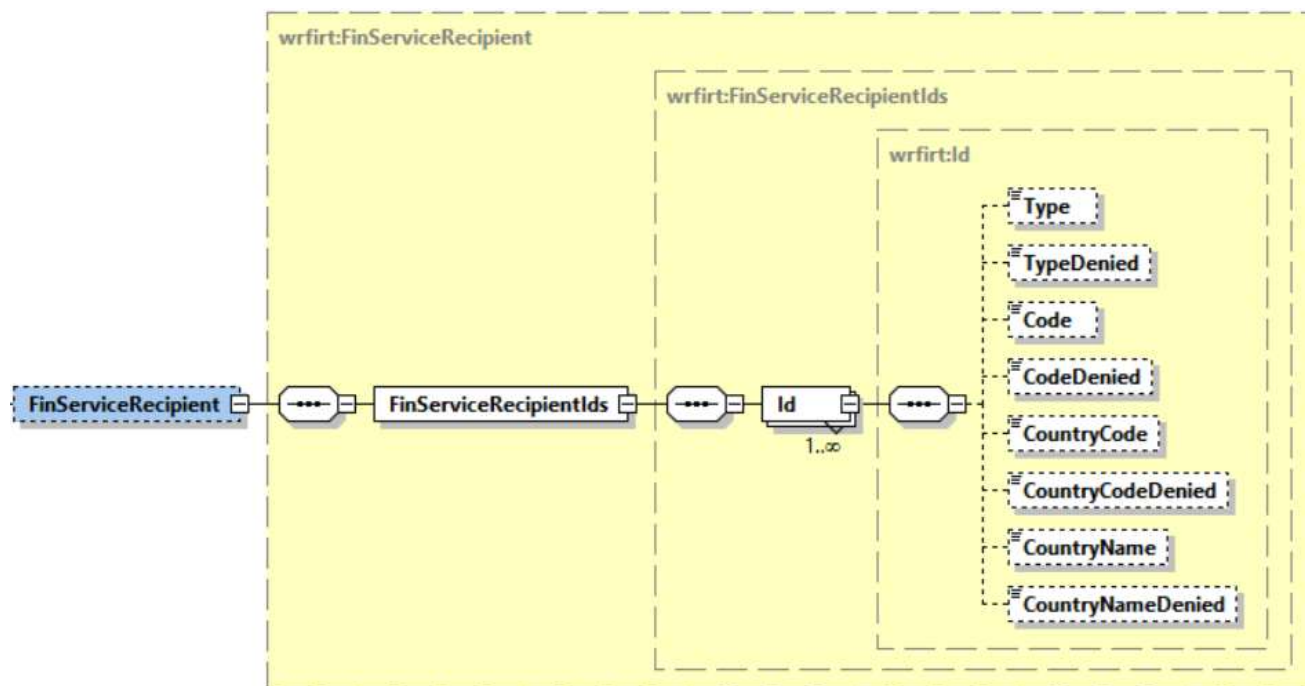 wrfirt:FinServiceRecipient
wrfirt:FinServiceRecipientIds
wrfirt:Id
Type
TypeDenied
Code
CodeDenied
FinServiceRecipient
FinServiceRecipientIds
Id
1..∞
CountryCode
CountryCodeDenied
CountryName
CountryNameDenied